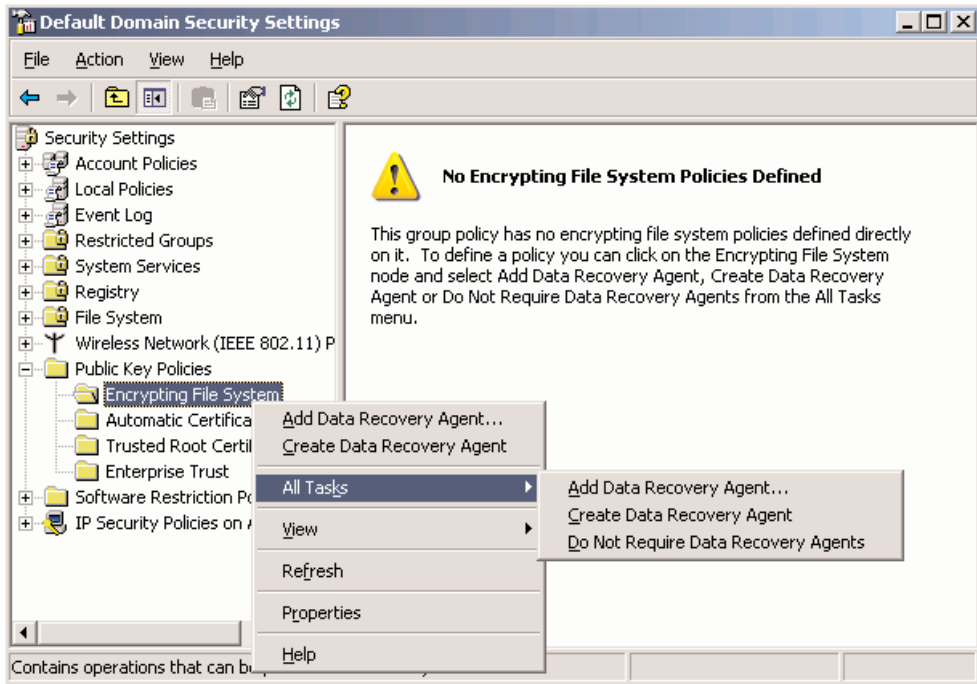 Default Domain Security Settings
File Action View Help
Security Settings
Account Policies
Local Policies
Event Log
Restricted Groups
System Services
Registry
File System
Wireless Network (IEEE 802.11) P
Public Key Policies
Encrypting File System
Automatic Certifica
Trusted Root Certif
Enterprise Trust
Software Restriction Po
IP Security Policies on
No Encrypting File System Policies Defined
This group policy has no encrypting file system policies defined directly
on it. To define a policy you can click on the Encrypting File System
node and select Add Data Recovery Agent, Create Data Recovery
Agent or Do Not Require Data Recovery Agents from the All Tasks
menu.
Add Data Recovery Agent...
Create Data Recovery Agent
All Tasks
View
Refresh
Properties
Help
Add Data Recovery Agent...
Create Data Recovery Agent
Do Not Require Data Recovery Agents
Contains operations that can b